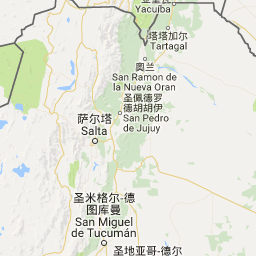 Yacuiba
塔塔加尔
Tartagal
奥兰
San Ramon de
la Nueva Oran
圣佩德罗
德胡胡伊
San Pedro
de Jujuy
萨尔塔
Salta
圣米格尔-德
图库曼
San Miguel
de Tucumán
圣地亚哥-德尔